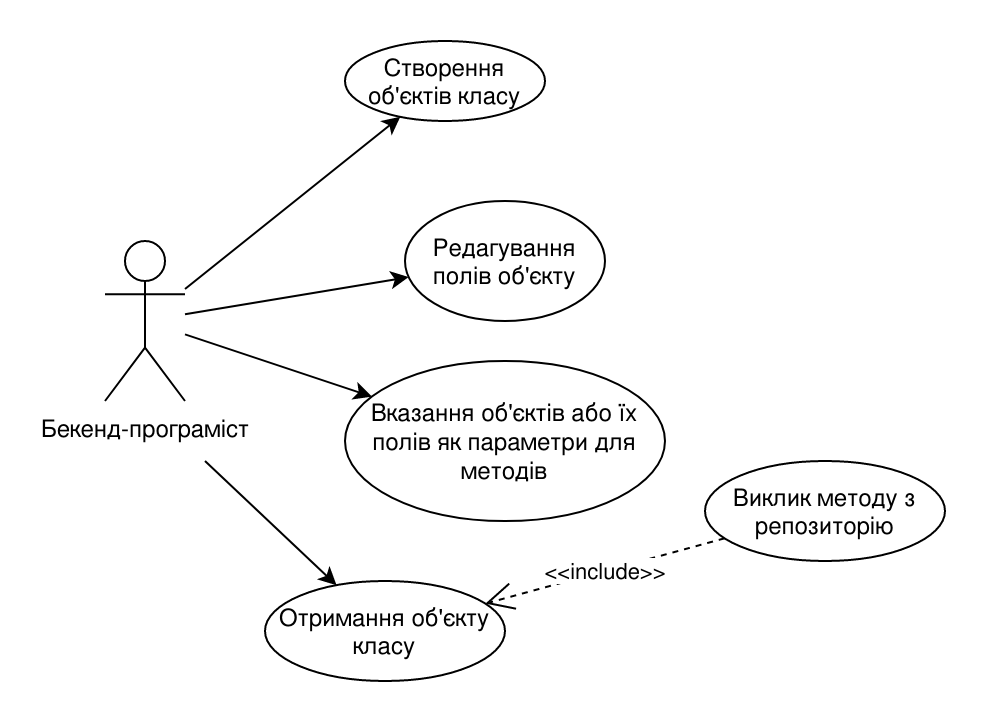 Створення
об'єктів класу
Редагування
полів об'єкту
Бекенд-програміст
Вказання об'єктів або їх
полів як параметри для
методів
Виклик методу з
репозиторію
<<include>>
Отримання об'єкту
класу